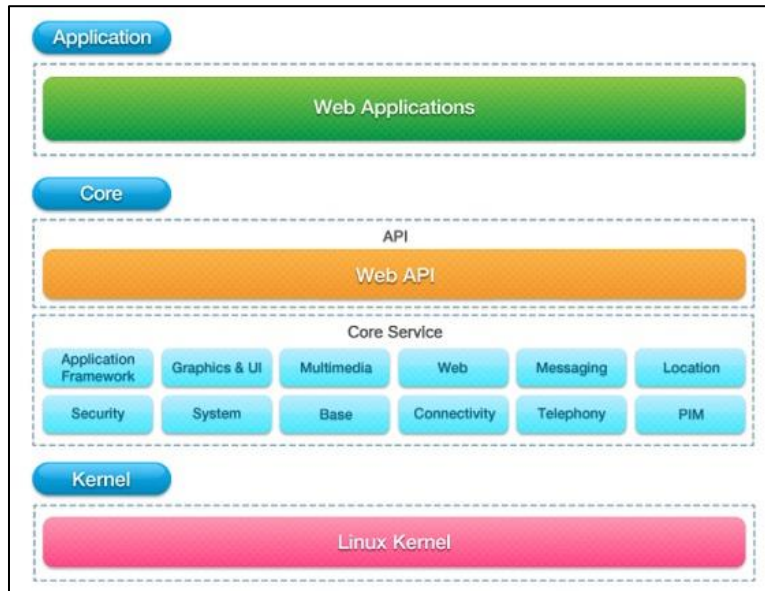 Application
Web Applications
Core
API
Web API
Core Service
Application
Framework
Graphics & UI
Multimedia
Web
Messaging
Location
Security
System
Base
Connectivity
Telephony
PIM
Kernel
Linux Kernel